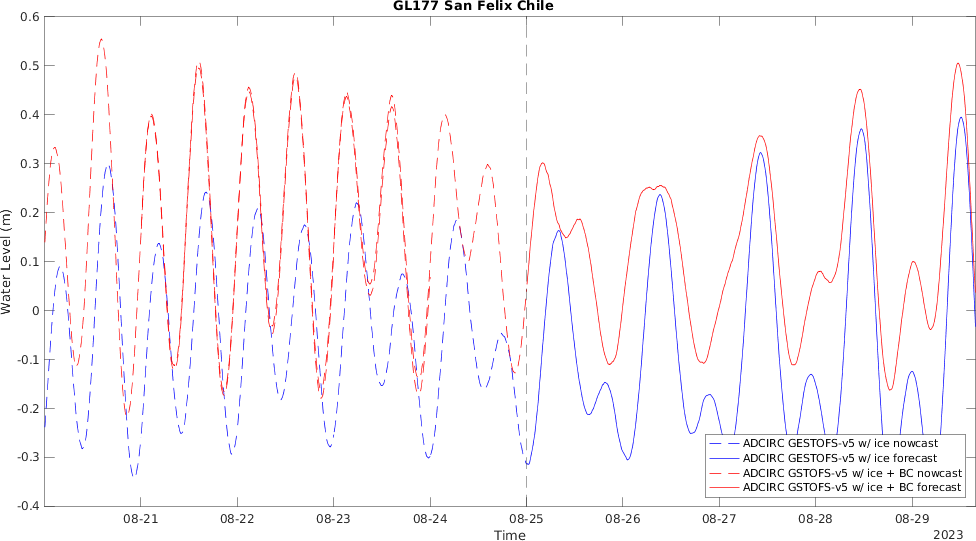 GL177 San Felix Chile
0.6
0.5
0.4
0.3
0.2
0.1
0
-0.1
-0.2
-0.3
-0.4
Water Level (m)
ADCIRC GESTOFS-v5 w/ ice nowcast
ADCIRC GESTOFS-v5 w/ ice forecast
ADCIRC GSTOFS-v5 w/ ice + BC nowcast
ADCIRC GSTOFS-v5 w/ ice + BC forecast
08-21 08-22 08-23 08-24 08-25 08-26 08-27 08-28 08-29
Time
2023